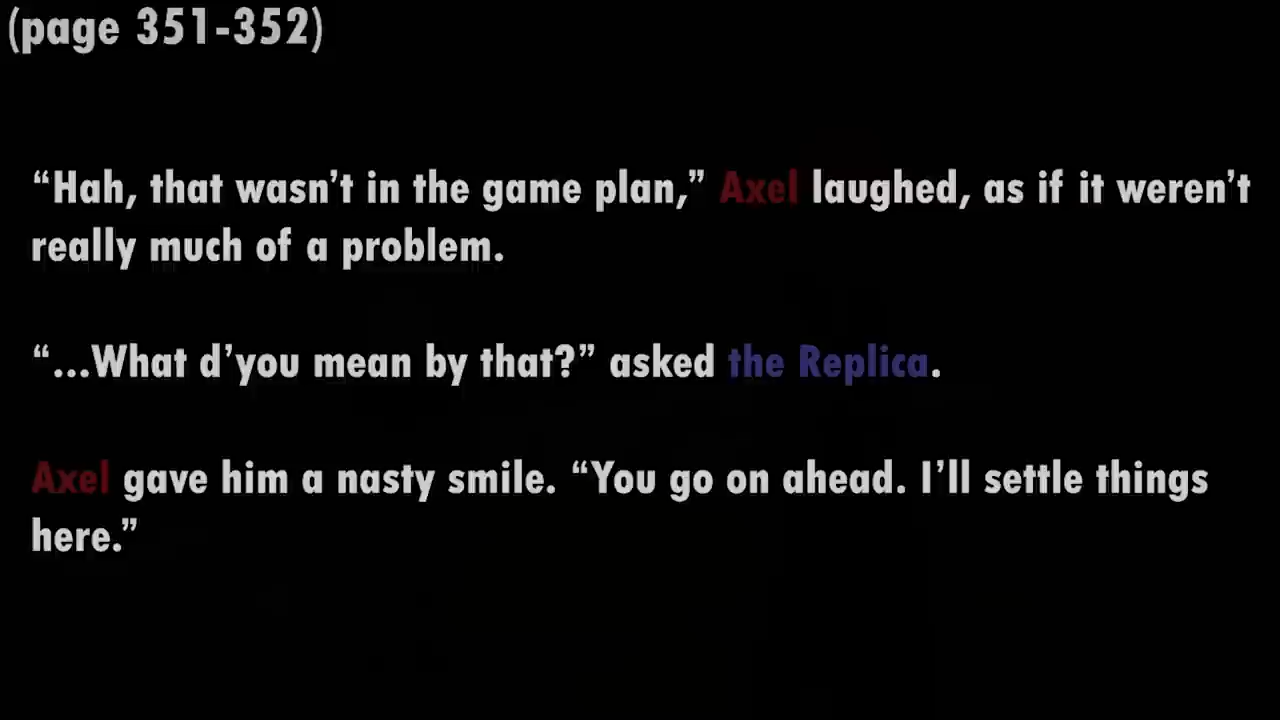 (page 351-352)
“Hah, that wasn’t in the game plan,” Axel laughed, as if it weren’t
really much of a problem.
“...What d’you mean by that?” asked the Replica.
Axel gave him a nasty smile. “You go on ahead. I’ll settle things
here.”